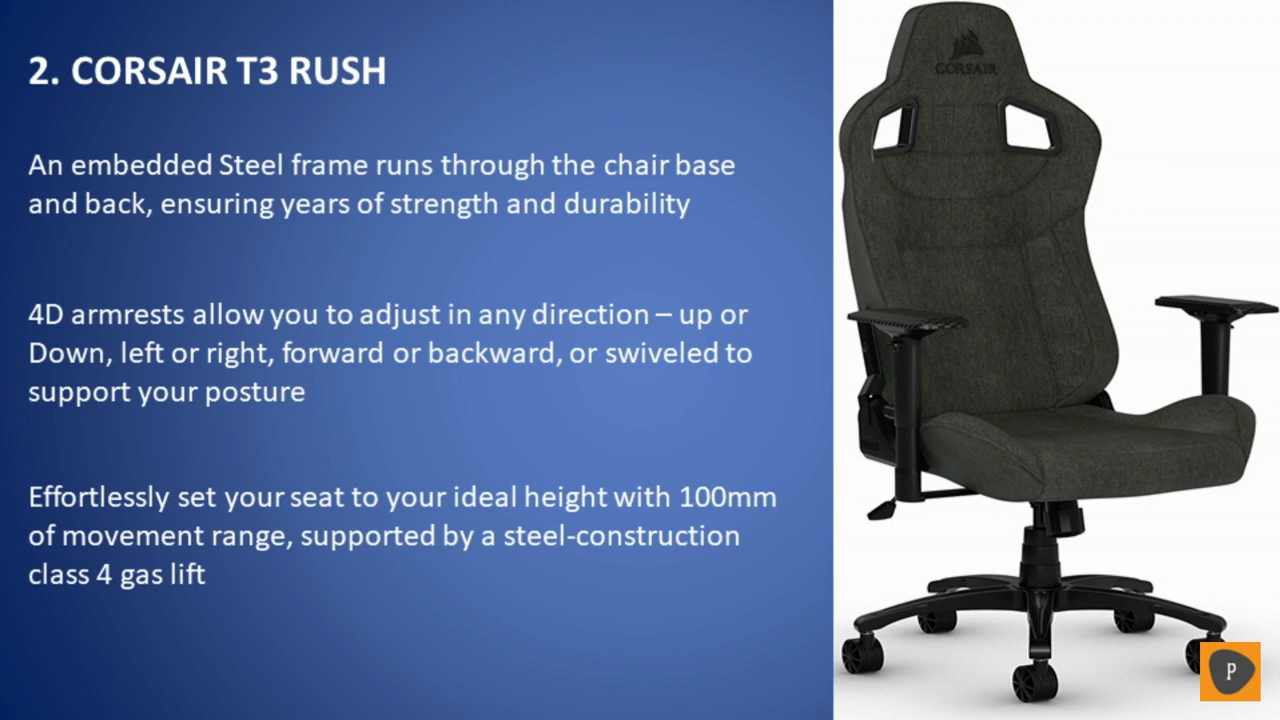 2. CORSAIR T3 RUSH
An embedded Steel frame runs through the chair base
and back, ensuring years of strength and durability
4D armrests allow you to adjust in any direction – up or
Down, left or right, forward or backward, or swiveled to
support your posture
Effortlessly set your seat to your ideal height with 100mm
of movement range, supported by a steel-construction
class 4 gas lift
CORSAIR
P